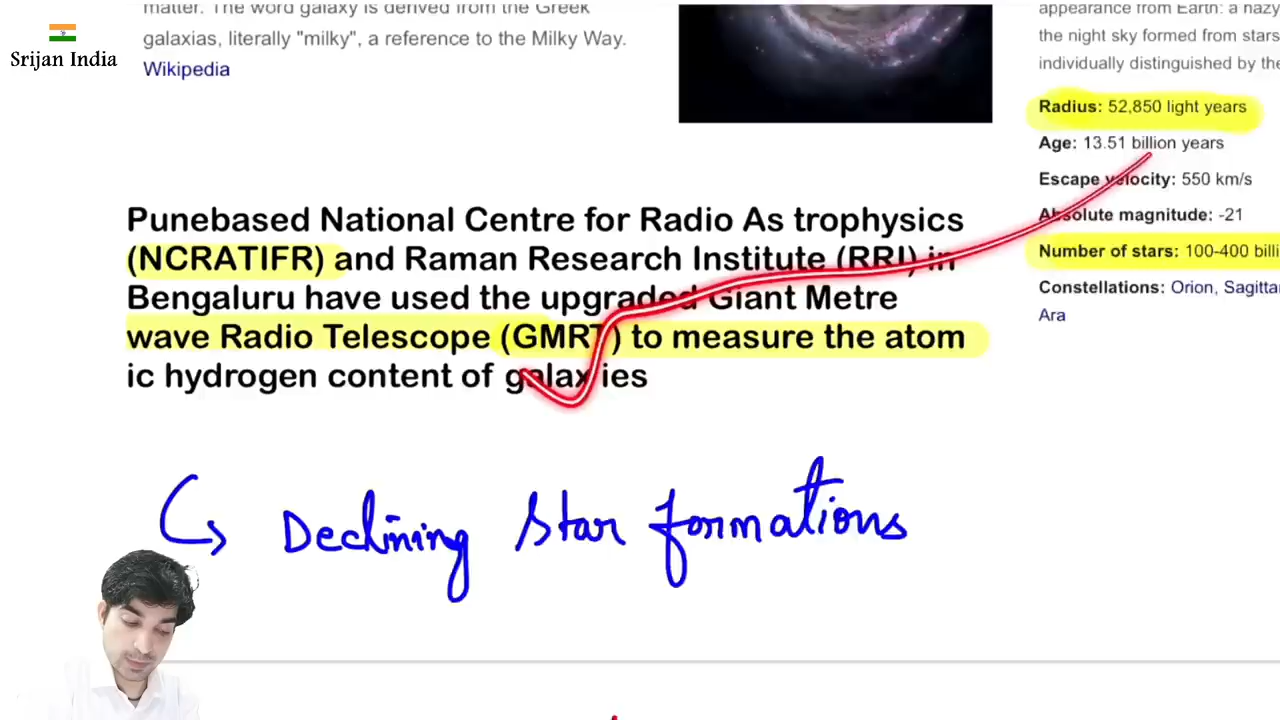 matter. The word galaxy is derived from the Greek
galaxias, literally "milky", a reference to the Milky Way.
Wikipedia
Srijan India
appearance from Earth: a hazy
the night sky formed from stars
individually distinguished by the
Radius: 52,850 light years
Age: 13.51 billion years
Escape velocity: 550 km/s
Absolute magnitude: -21
Number of stars: 100-400 billi
Constellations: Orion, Sagitta
Ara
Punebased National Centre for Radio As trophysics
(NCRATIFR) and Raman Research Institute (RRI) in
Bengaluru have used the upgraded Giant Metre
wave Radio Telescope (GMRT) to measure the atom
ic hydrogen content of galax ies
Declining Star formations